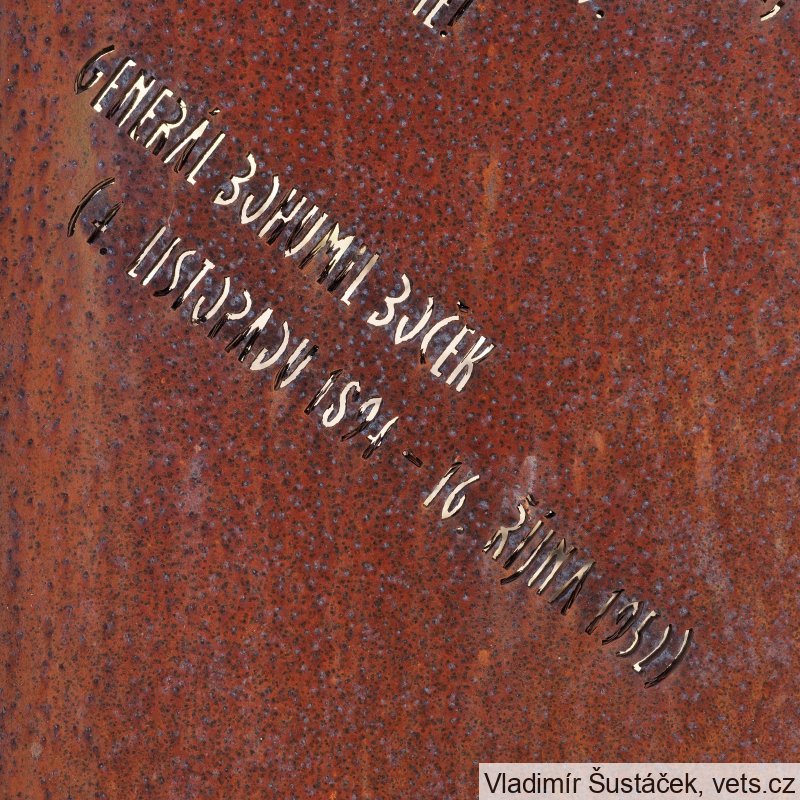 GENERÁL BOHUMIL BOČEK
(4. LISTOPADU 1894 – 16. ŘÍJNA 1952)
Vladimír Šustáček, vets.cz